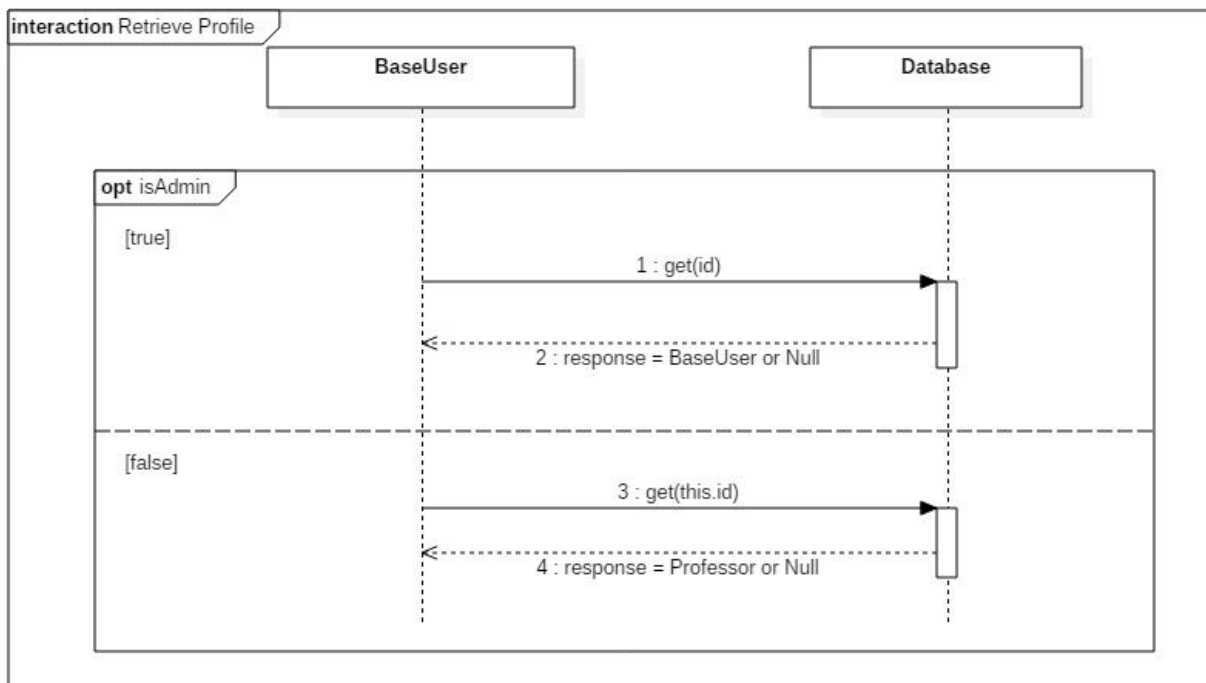 interaction Retrieve Profile
BaseUser
Database
opt isAdmin
[true]
1 : get(id)
2 : response = BaseUser or Null
[false]
3 : get(this.id)
4 : response = Professor or Null